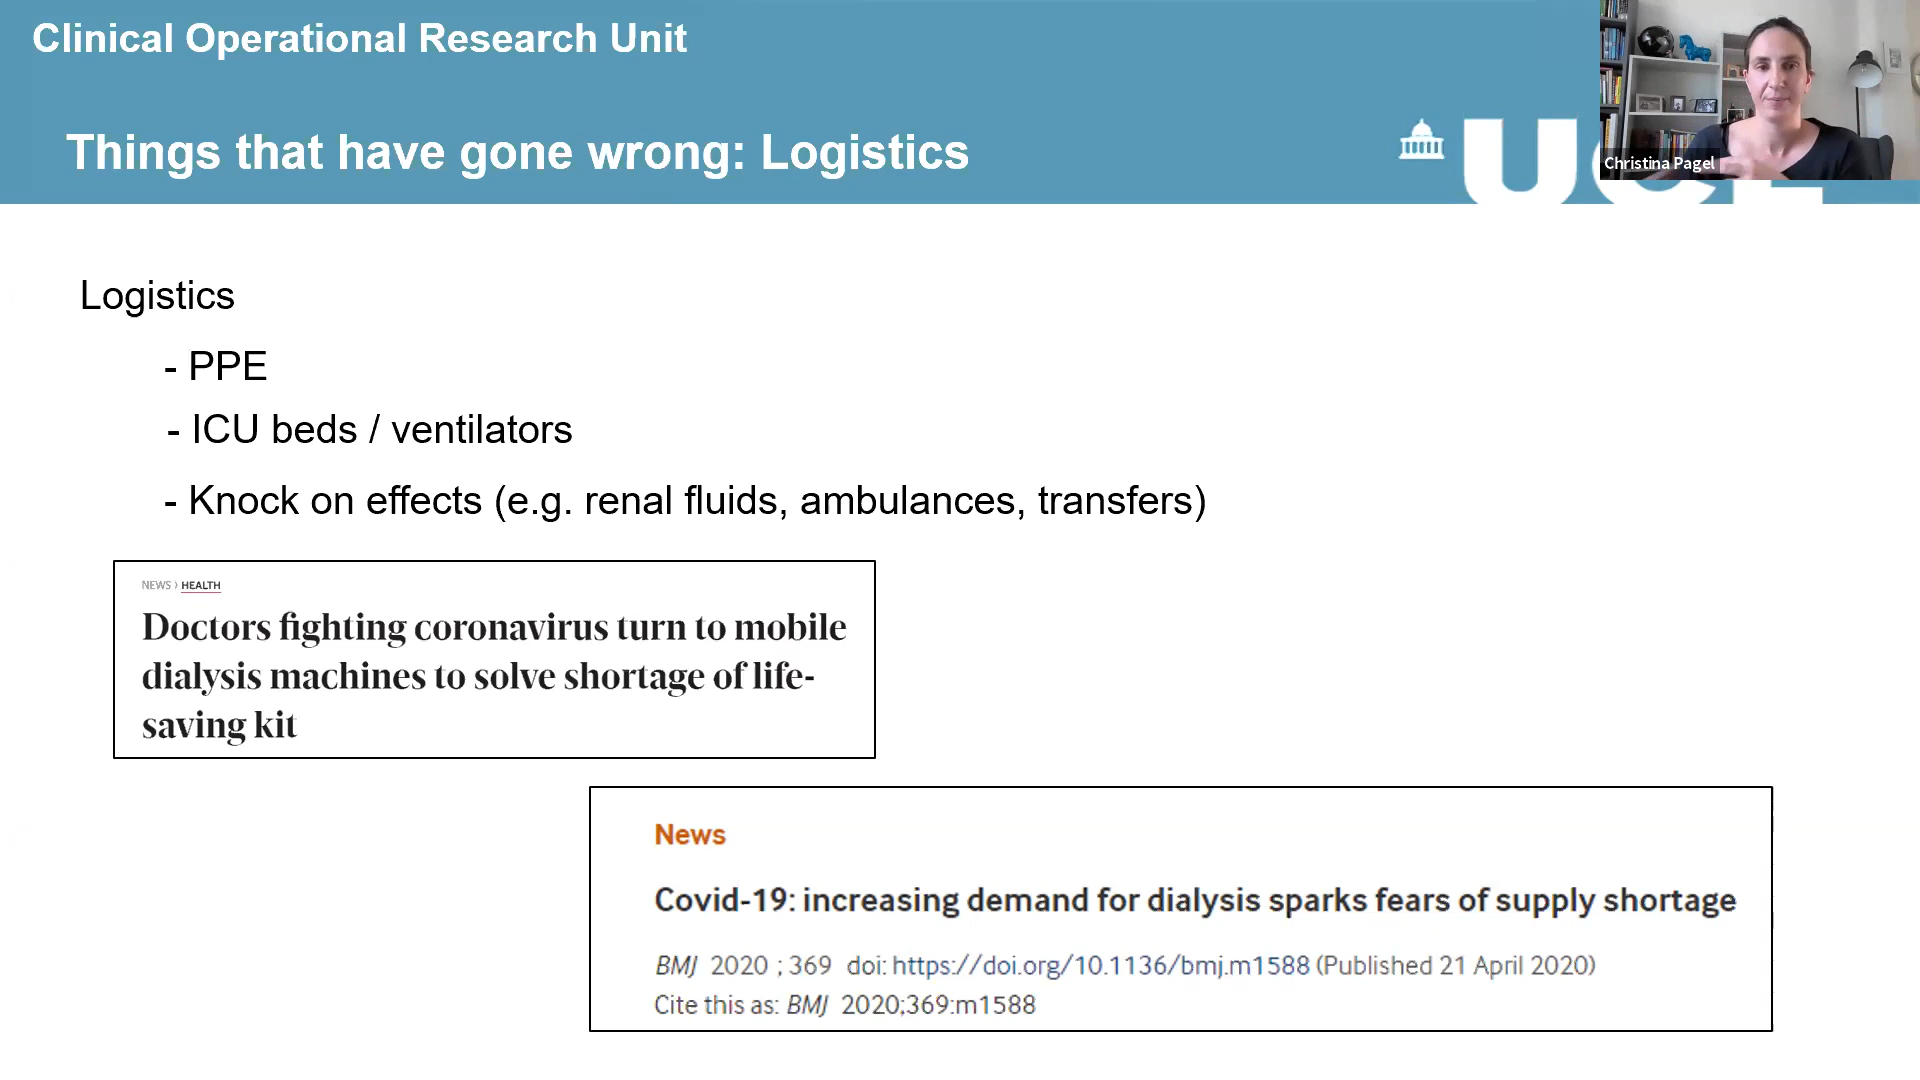 Clinical Operational Research Unit
Things that have gone wrong: Logistics
UCL
Christina Pagel
Logistics
- PPE
- ICU beds / ventilators
- Knock on effects (e.g. renal fluids, ambulances, transfers)
NEWS › HEALTH
Doctors fighting coronavirus turn to mobile
dialysis machines to solve shortage of life-
saving kit
News
Covid-19: increasing demand for dialysis sparks fears of supply shortage
BMJ 2020 ; 369 doi: https://doi.org/10.1136/bmj.m1588 (Published 21 April 2020)
Cite this as: BMJ 2020;369:m1588